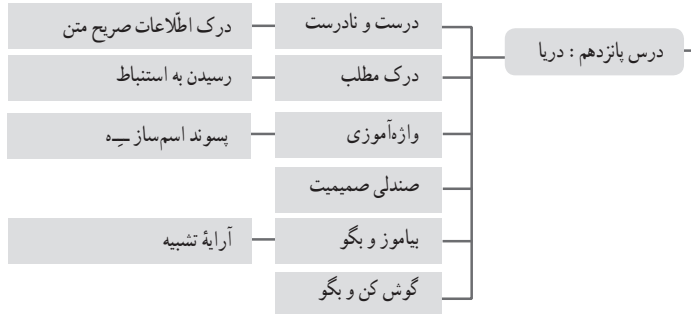 درس پانزدهم : دریا
درست و نادرست
درک اطّلاعات صریح متن
درک مطلب
رسیدن به استنباط
واژه‌آموزی
پسوند اسم‌ساز ــِـ ه
صندلی صمیمیت
بیاموز و بگو
آرایهٔ تشبیه
گوش کن و بگو